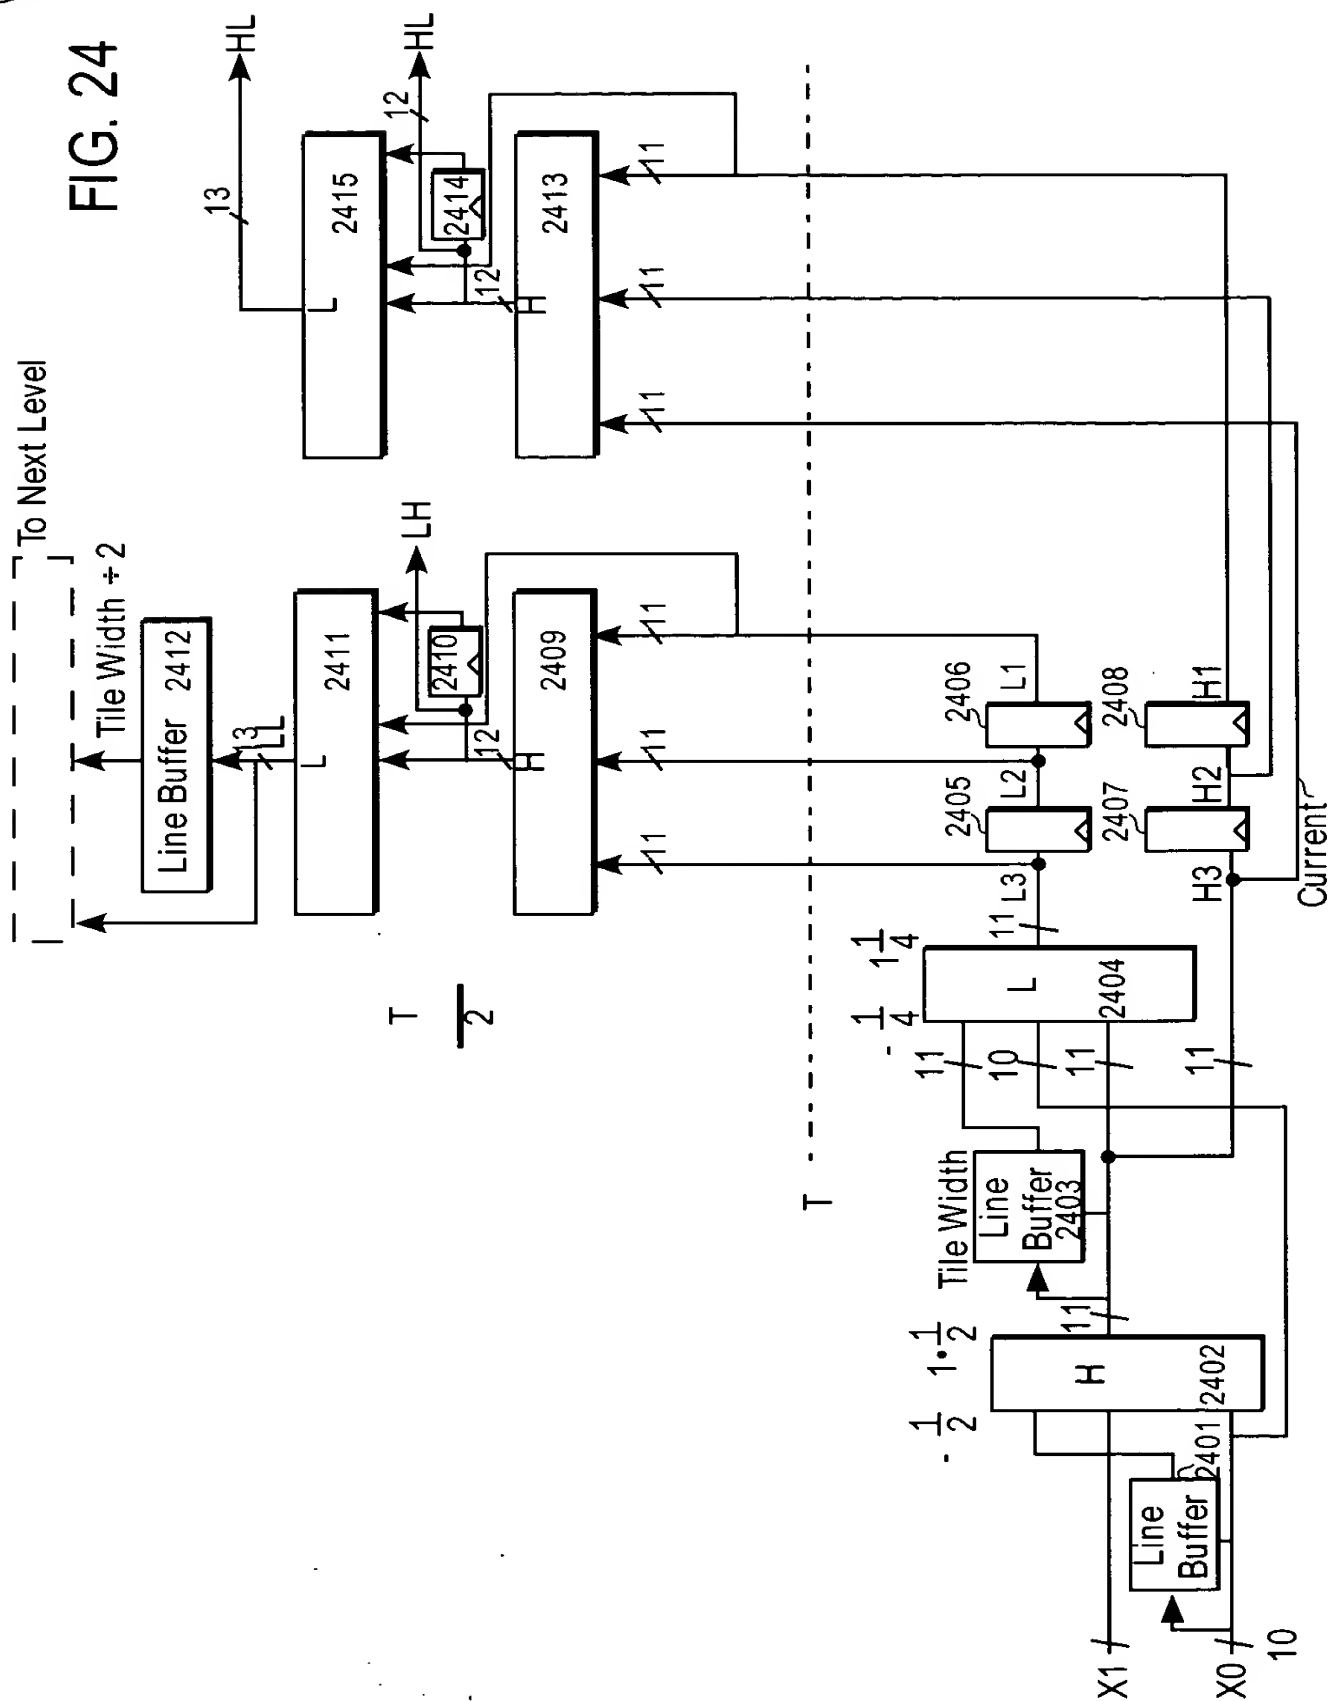 FIG. 24
To Next Level
Tile Width ÷ 2
Line Buffer 2412
13
LL
L
2411
2410
LH
12
H
2409
11
11
11
T
2
HL
13
L
2415
HL
12
2414
12
H
2413
11
11
11
T
X1
X0
10
Line
Buffer
2401
- 1/2
1·1/2
H
2402
11
Tile Width
Line
Buffer
2403
- 1/4
1 1/4
11
10
11
L
2404
11
11
L3
2405
L2
2406
L1
H3
2407
H2
2408
H1
Current